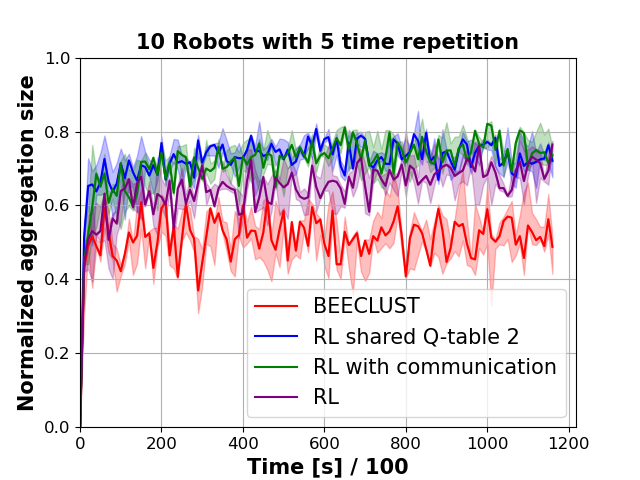 10 Robots with 5 time repetition
Normalized aggregation size
1.0
0.8
0.6
0.4
0.2
0.0
BEECLUST
RL shared Q-table 2
RL with communication
RL
0 200 400 600 800 1000 1200
Time [s] / 100